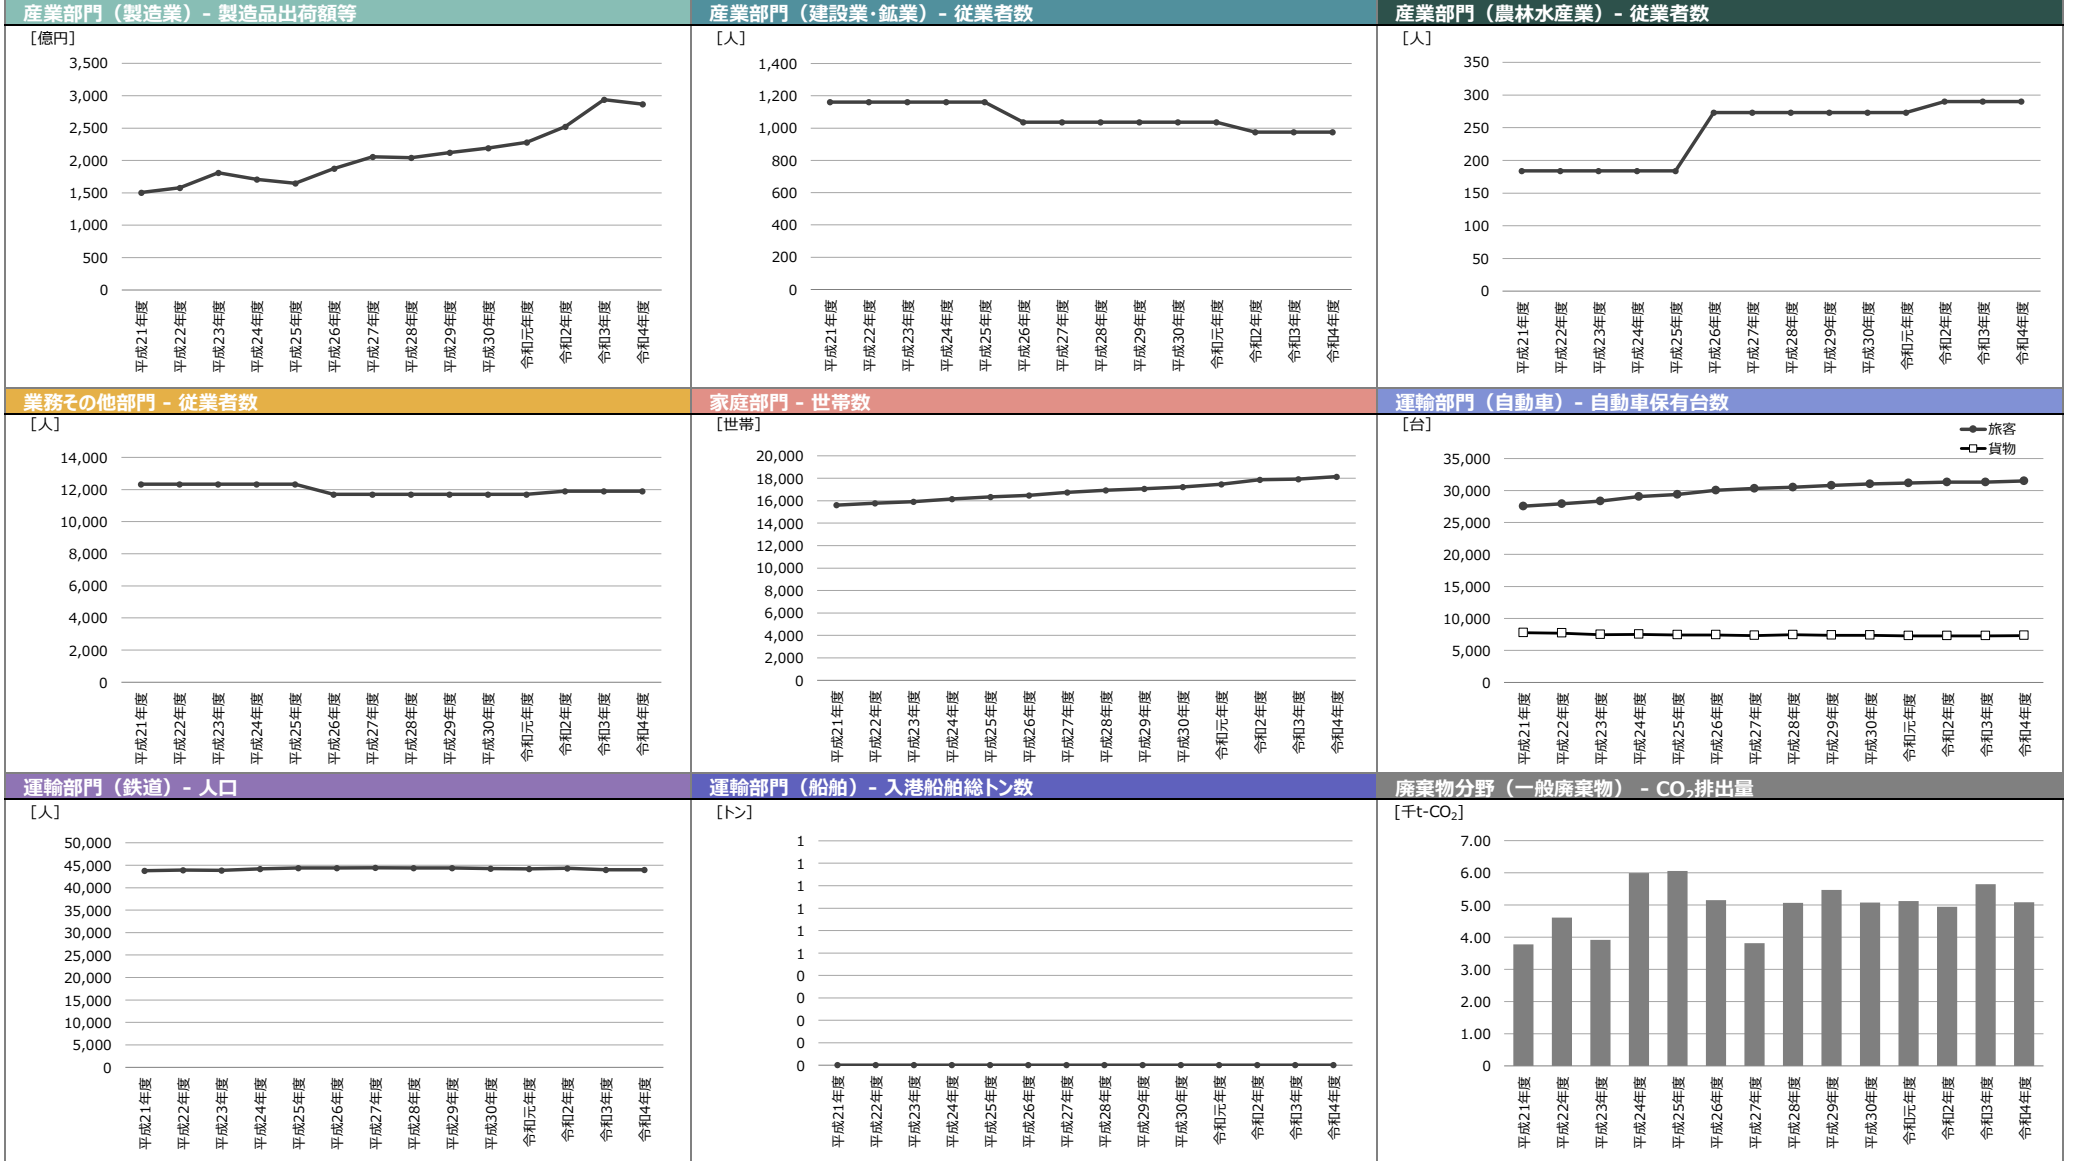 産業部門（製造業）- 製造品出荷額等
[億円]
3,500
3,000
2,500
2,000
1,500
1,000
500
0
平成21年度
平成22年度
平成23年度
平成24年度
平成25年度
平成26年度
平成27年度
平成28年度
平成29年度
平成30年度
令和元年度
令和2年度
令和3年度
令和4年度
産業部門（建設業･鉱業）- 従業者数
[人]
1,400
1,200
1,000
800
600
400
200
0
平成21年度
平成22年度
平成23年度
平成24年度
平成25年度
平成26年度
平成27年度
平成28年度
平成29年度
平成30年度
令和元年度
令和2年度
令和3年度
令和4年度
産業部門（農林水産業）- 従業者数
[人]
350
300
250
200
150
100
50
0
平成21年度
平成22年度
平成23年度
平成24年度
平成25年度
平成26年度
平成27年度
平成28年度
平成29年度
平成30年度
令和元年度
令和2年度
令和3年度
令和4年度
業務その他部門 - 従業者数
[人]
14,000
12,000
10,000
8,000
6,000
4,000
2,000
0
平成21年度
平成22年度
平成23年度
平成24年度
平成25年度
平成26年度
平成27年度
平成28年度
平成29年度
平成30年度
令和元年度
令和2年度
令和3年度
令和4年度
家庭部門 - 世帯数
[世帯]
20,000
18,000
16,000
14,000
12,000
10,000
8,000
6,000
4,000
2,000
0
平成21年度
平成22年度
平成23年度
平成24年度
平成25年度
平成26年度
平成27年度
平成28年度
平成29年度
平成30年度
令和元年度
令和2年度
令和3年度
令和4年度
運輸部門（自動車）- 自動車保有台数
[台]
旅客
貨物
35,000
30,000
25,000
20,000
15,000
10,000
5,000
0
平成21年度
平成22年度
平成23年度
平成24年度
平成25年度
平成26年度
平成27年度
平成28年度
平成29年度
平成30年度
令和元年度
令和2年度
令和3年度
令和4年度
運輸部門（鉄道）- 人口
[人]
50,000
45,000
40,000
35,000
30,000
25,000
20,000
15,000
10,000
5,000
0
平成21年度
平成22年度
平成23年度
平成24年度
平成25年度
平成26年度
平成27年度
平成28年度
平成29年度
平成30年度
令和元年度
令和2年度
令和3年度
令和4年度
運輸部門（船舶）- 入港船舶総トン数
[トン]
1
1
1
1
1
1
0
0
0
0
0
平成21年度
平成22年度
平成23年度
平成24年度
平成25年度
平成26年度
平成27年度
平成28年度
平成29年度
平成30年度
令和元年度
令和2年度
令和3年度
令和4年度
廃棄物分野（一般廃棄物） - CO₂排出量
[千t-CO₂]
7.00
6.00
5.00
4.00
3.00
2.00
1.00
0
平成21年度
平成22年度
平成23年度
平成24年度
平成25年度
平成26年度
平成27年度
平成28年度
平成29年度
平成30年度
令和元年度
令和2年度
令和3年度
令和4年度